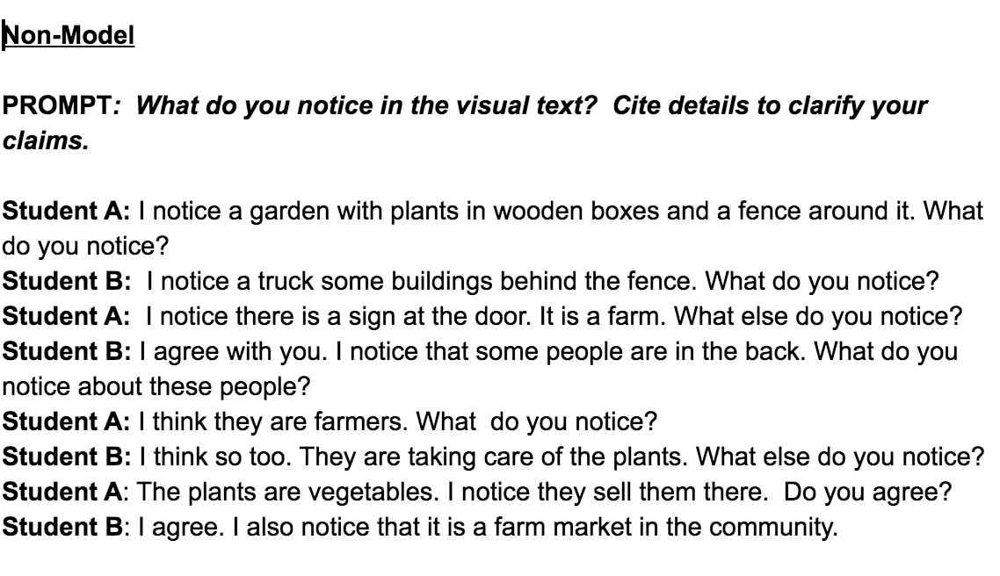 Non-Model
PROMPT:  What do you notice in the visual text?  Cite details to clarify your
claims.
Student A: I notice a garden with plants in wooden boxes and a fence around it. What
do you notice?
Student B:  I notice a truck some buildings behind the fence. What do you notice?
Student A:  I notice there is a sign at the door. It is a farm. What else do you notice?
Student B: I agree with you. I notice that some people are in the back. What do you
notice about these people?
Student A: I think they are farmers. What  do you notice?
Student B: I think so too. They are taking care of the plants. What else do you notice?
Student A: The plants are vegetables. I notice they sell them there.  Do you agree?
Student B: I agree. I also notice that it is a farm market in the community.